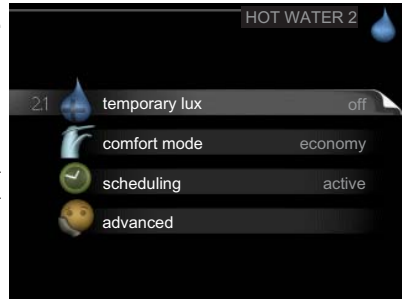 HOT WATER 2
2.1 temporary lux off
comfort mode economy
scheduling active
advanced